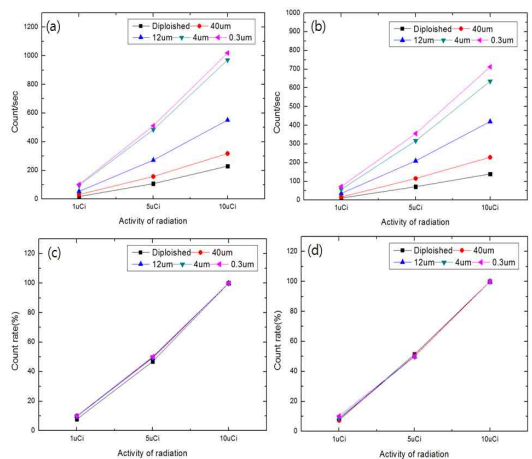 (a)
Diploished 40um
12um 4um 0.3um
Count/sec
1000
800
600
400
200
0
1uCi 5uCi 10uCi
Activity of radiation
(b)
Diploished 40um
12um 4um 0.3um
Count/sec
1000
900
800
700
600
500
400
300
200
100
0
1uCi 5uCi 10uCi
Activity of radiation
(c)
Diploished 40um
12um 4um 0.3um
Count rate(%)
120
100
80
60
40
20
0
1uCi 5uCi 10uCi
Activity of radiation
(d)
Diploished 40um
12um 4um 0.3um
Count rate(%)
120
100
80
60
40
20
0
1uCi 5uCi 10uCi
Activity of radiation